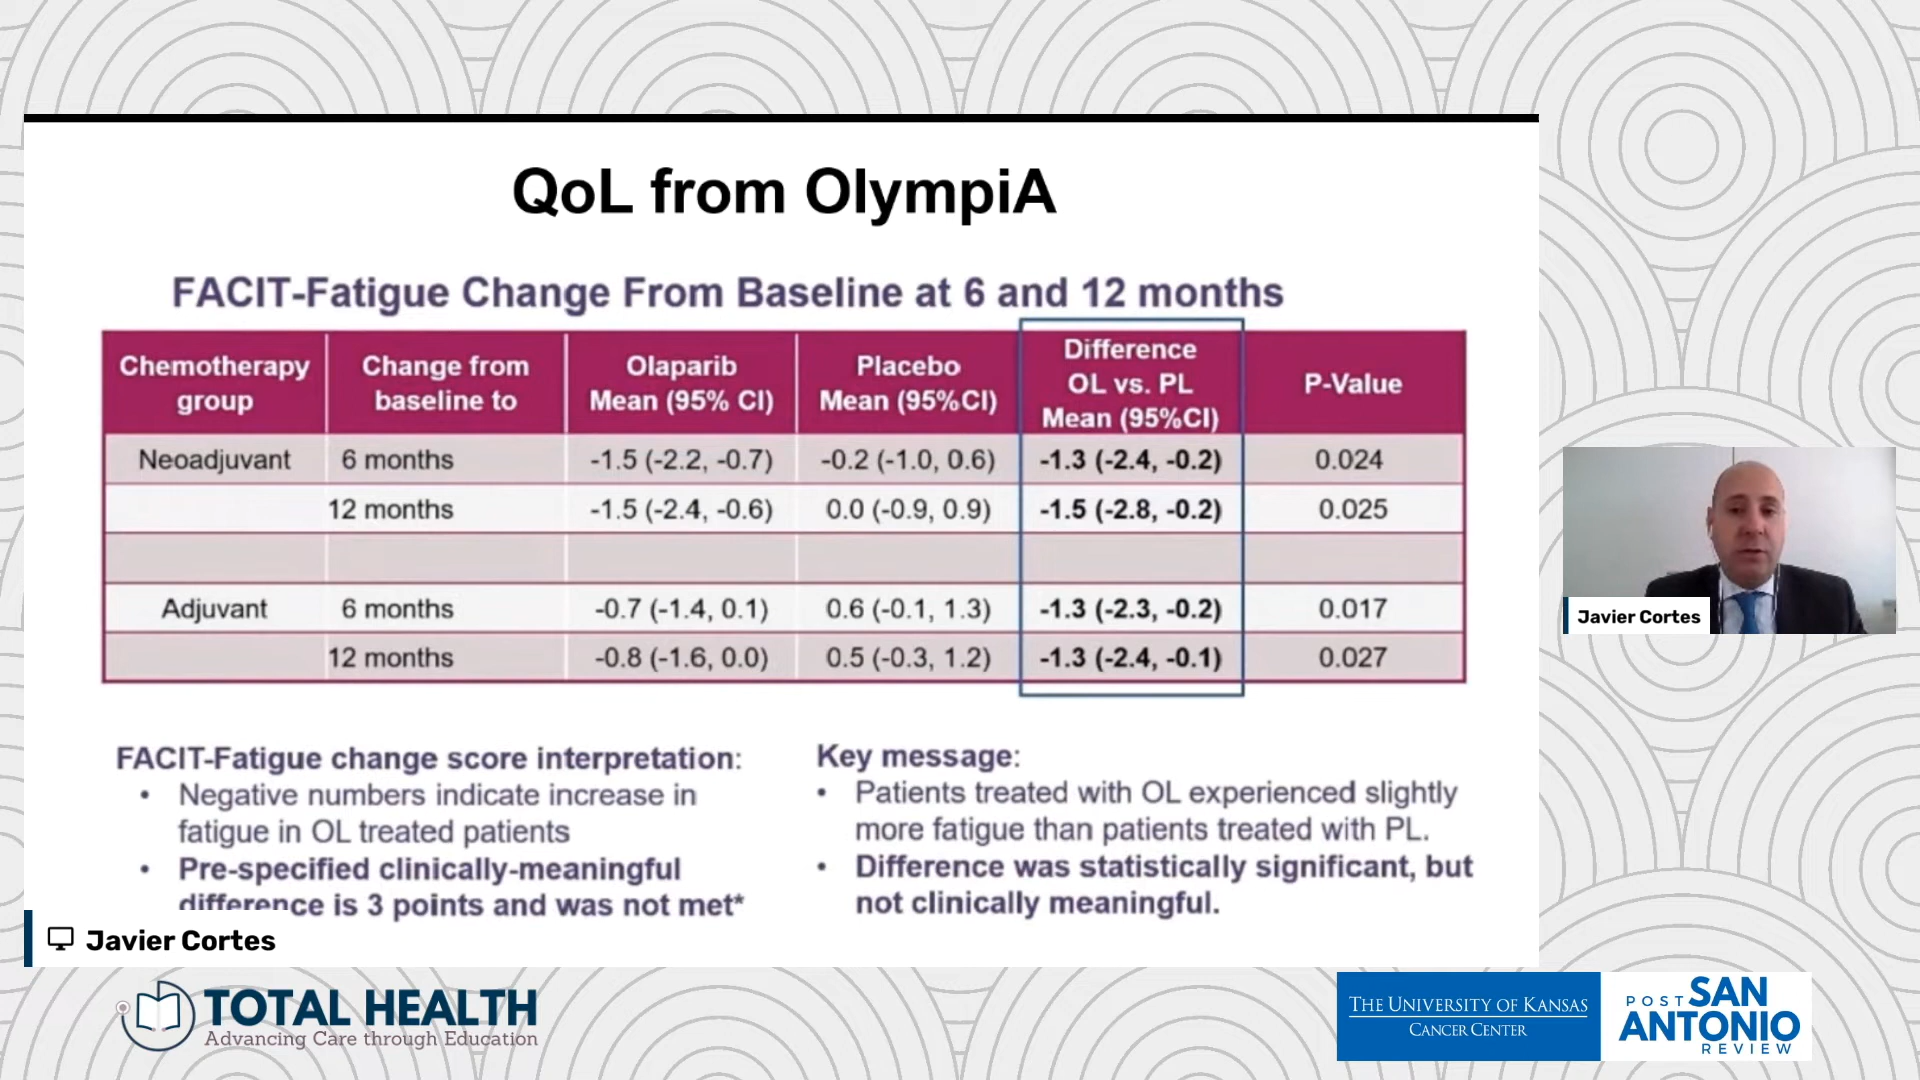 QoL from OlympiA
FACIT-Fatigue Change From Baseline at 6 and 12 months
Chemotherapy group | Change from baseline to | Olaparib Mean (95% CI) | Placebo Mean (95%CI) | Difference OL vs. PL Mean (95%CI) | P-Value
Neoadjuvant | 6 months | -1.5 (-2.2, -0.7) | -0.2 (-1.0, 0.6) | -1.3 (-2.4, -0.2) | 0.024
12 months | -1.5 (-2.4, -0.6) | 0.0 (-0.9, 0.9) | -1.5 (-2.8, -0.2) | 0.025
Adjuvant | 6 months | -0.7 (-1.4, 0.1) | 0.6 (-0.1, 1.3) | -1.3 (-2.3, -0.2) | 0.017
12 months | -0.8 (-1.6, 0.0) | 0.5 (-0.3, 1.2) | -1.3 (-2.4, -0.1) | 0.027
FACIT-Fatigue change score interpretation:
• Negative numbers indicate increase in
fatigue in OL treated patients
• Pre-specified clinically-meaningful
difference is 3 points and was not met*
Key message:
• Patients treated with OL experienced slightly
more fatigue than patients treated with PL.
• Difference was statistically significant, but
not clinically meaningful.
Javier Cortes
Javier Cortes
TOTAL HEALTH
Advancing Care through Education
THE UNIVERSITY OF KANSAS
CANCER CENTER
POST SAN
ANTONIO
REVIEW